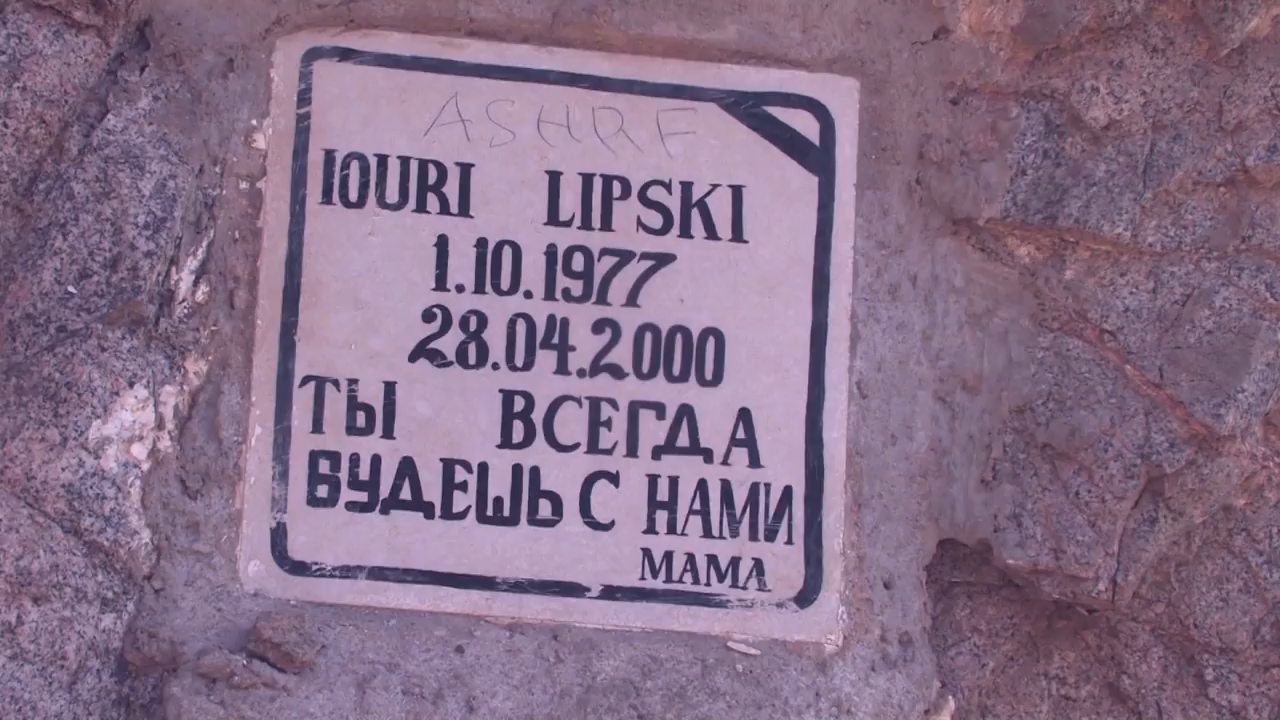 ASHRF
IOURI LIPSKI
1.10.1977
28.04.2000
ТЫ ВСЕГДА
БУДЕШЬ С НАМИ
МАМА